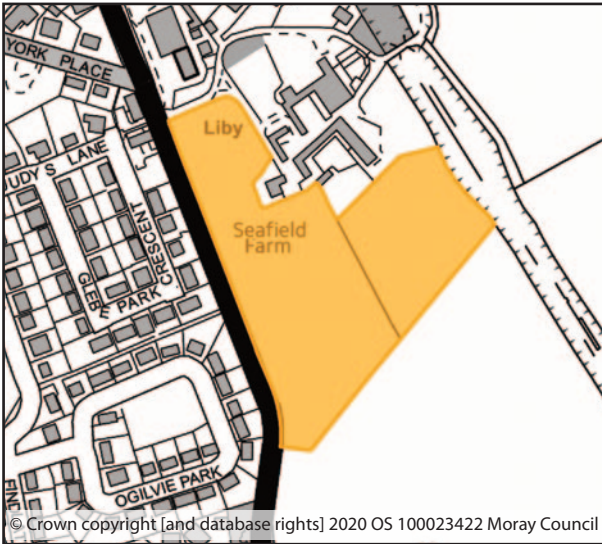 YORK PLACE
Liby
JUDY'S LANE
Seafield
Farm
GLEBE PARK CRESCENT
OGILVIE PARK
© Crown copyright [and database rights] 2020 OS 100023422 Moray Council